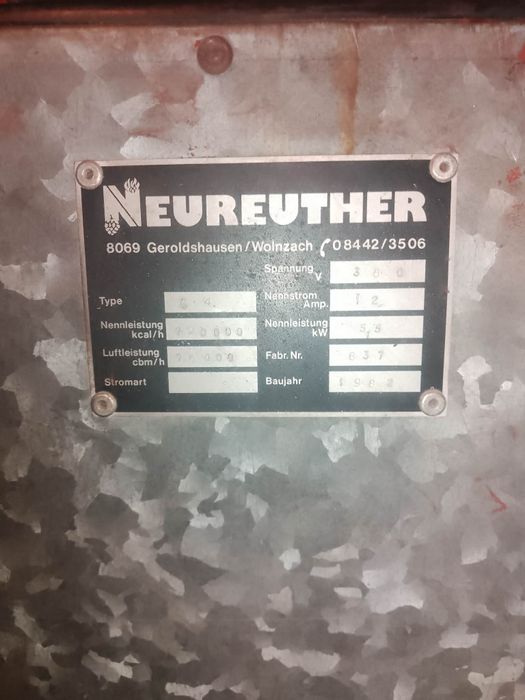 NEUREUTHER
8069 Geroldshausen/Wolnzach 08442/3506
Spannung V 380
Type
Nennstrom Amp. 12
Nennleistung kcal/h
Nennleistung kW 5,5
Luftleistung cbm/h
Fabr. Nr. 637
Stromart
Baujahr 1982